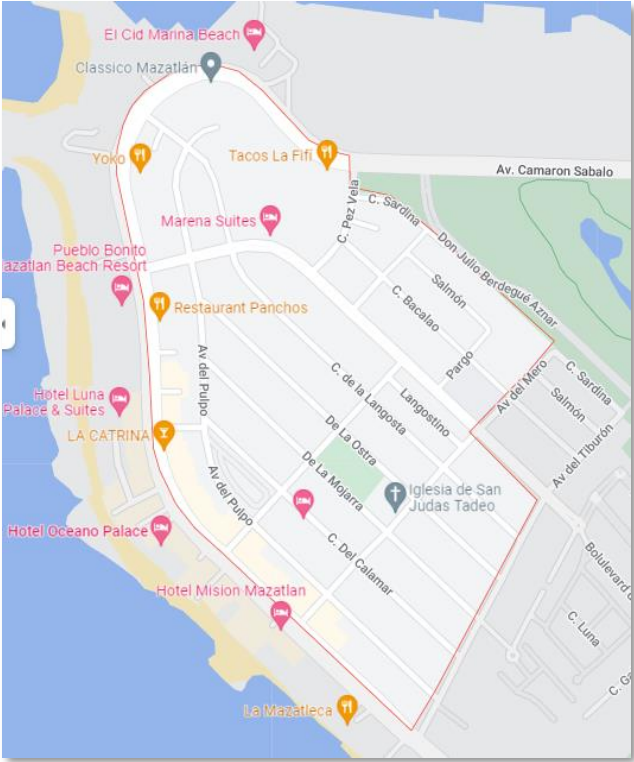 El Cid Marina Beach
Classico Mazatlán
Yoko
Tacos La Fifi
Av. Camaron Sabalo
C. Pez Vela
C. Sardina
Marena Suites
Don Julio Berdegué Aznar
Pueblo Bonito
azatlan Beach Resort
Salmón
C. Bacalao
Restaurant Panchos
Pargo
Av del Pulpo
C. de la Langosta
Langostino
Av del Mero
C. Sardina
Salmón
Hotel Luna
Palace & Suites
LA CATRINA
De La Ostra
Av del Tiburón
De La Mojarra
Av del Pulpo
Iglesia de San
Judas Tadeo
Hotel Oceano Palace
C. Del Calamar
Bolulevard d
Hotel Mision Mazatlan
C. Luna
C. Ga
La Mazatleca